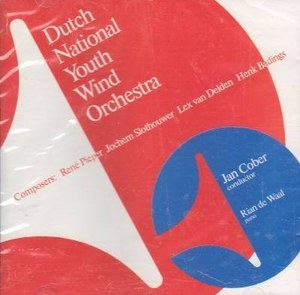 Dutch
National
Youth
Wind
Orchestra
Composers: René Pieper Jochem Slothouwer Lex van Delden Henk Badings
Jan Cober
conductor
Rian de Waal
piano